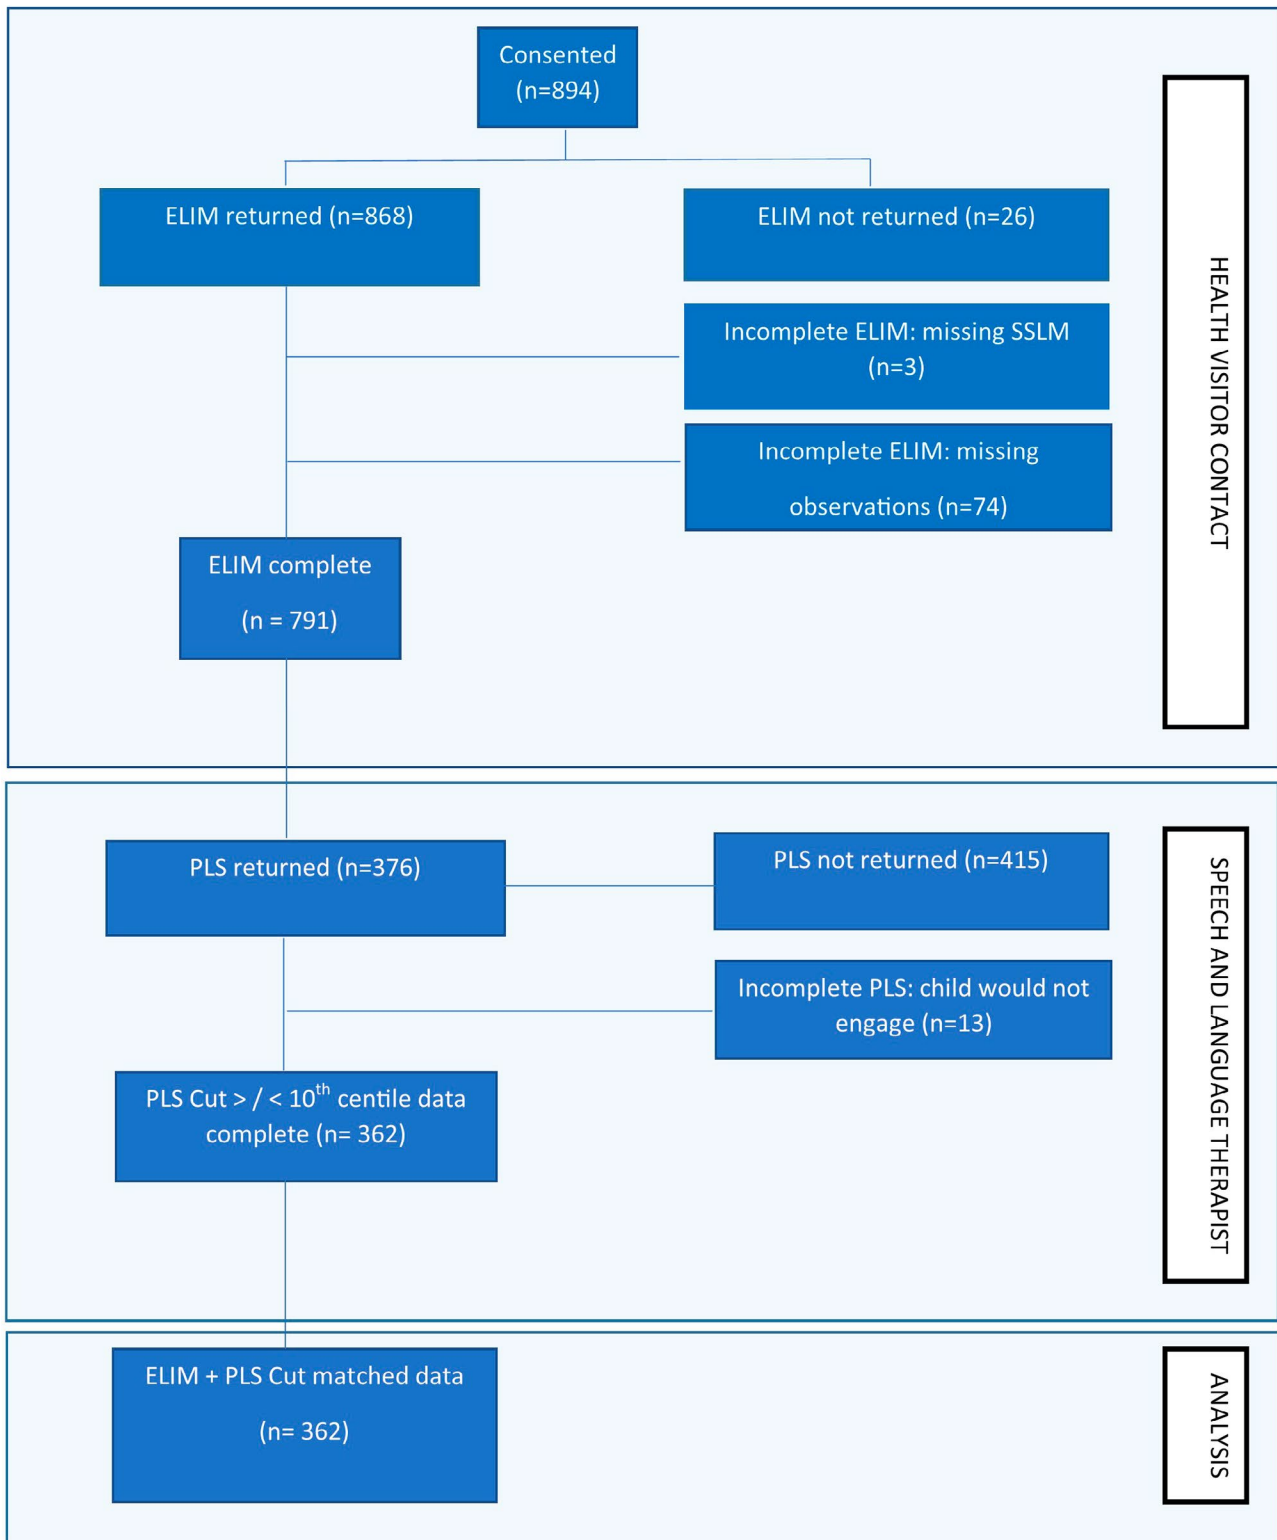 Consented
(n=894)
ELIM returned (n=868)
ELIM not returned (n=26)
Incomplete ELIM: missing SSLM
(n=3)
Incomplete ELIM: missing
observations (n=74)
ELIM complete
(n = 791)
HEALTH VISITOR CONTACT
PLS returned (n=376)
PLS not returned (n=415)
Incomplete PLS: child would not
engage (n=13)
PLS Cut > / < 10th centile data
complete (n= 362)
SPEECH AND LANGUAGE THERAPIST
ELIM + PLS Cut matched data
(n= 362)
ANALYSIS